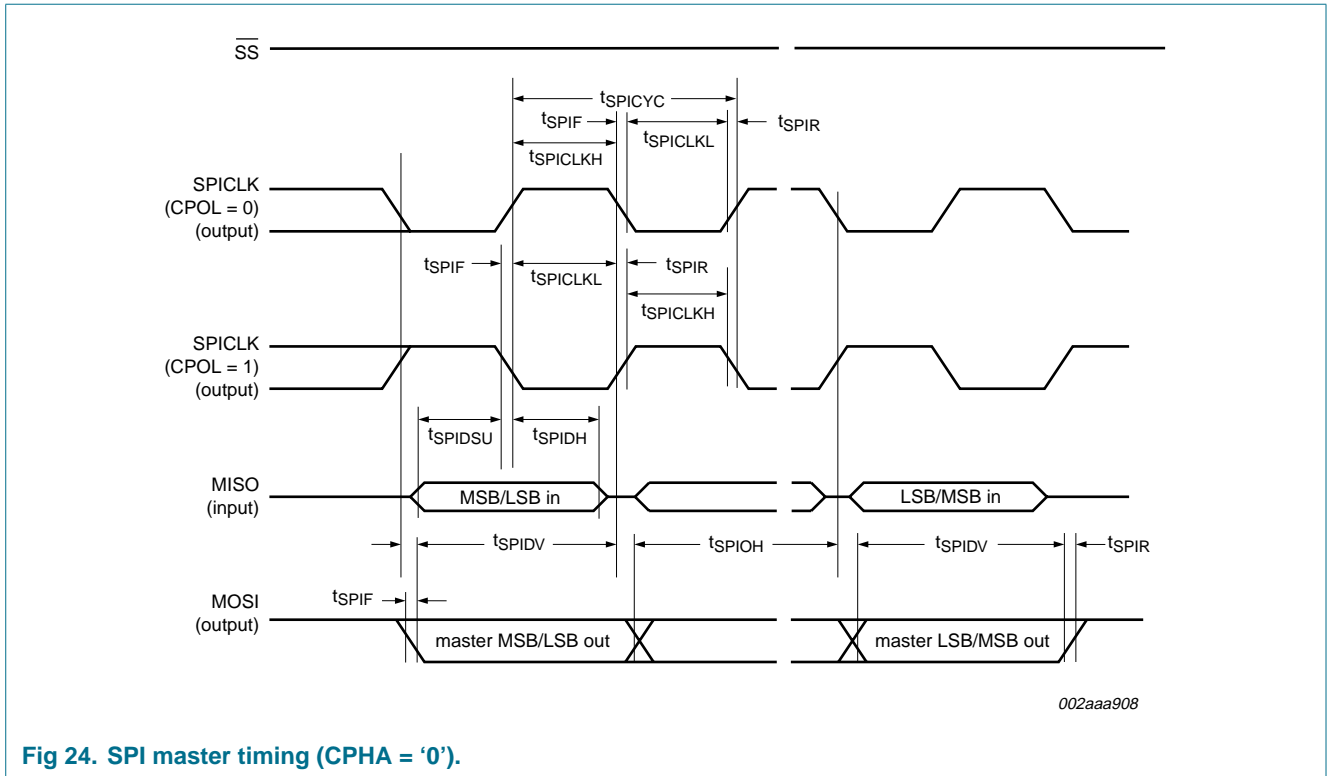 SS
tSPICYC
tSPIF
tSPICLKL
tSPIR
tSPICLKH
SPICLK
(CPOL = 0)
(output)
tSPIF
tSPICLKL
tSPIR
tSPICLKH
SPICLK
(CPOL = 1)
(output)
tSPIDSU
tSPIDH
MISO
(input)
MSB/LSB in
LSB/MSB in
tSPIDV
tSPIOH
tSPIDV
tSPIR
tSPIF
MOSI
(output)
master MSB/LSB out
master LSB/MSB out
002aaa908
Fig 24. SPI master timing (CPHA = ‘0’).